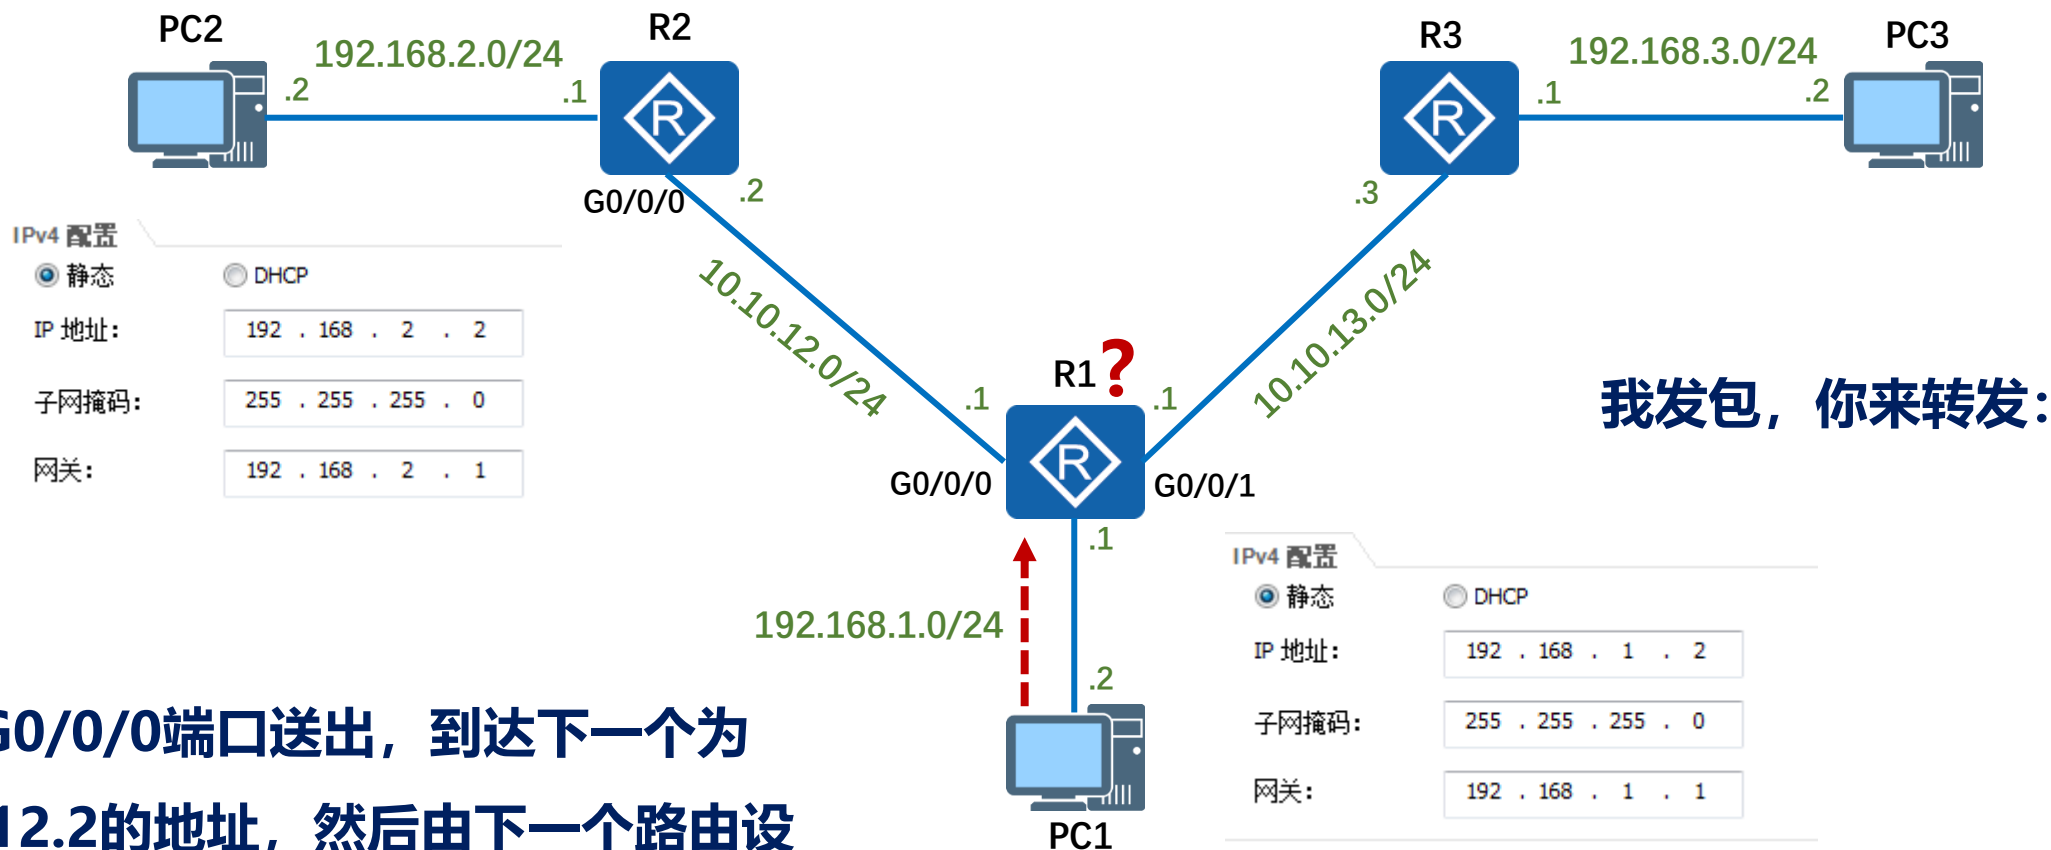 PC2
R2
R3
PC3
192.168.2.0/24
192.168.3.0/24
.2
.1
.1
.2
R
R
G0/0/0
.2
.3
IPv4 配置
静态
DHCP
IP 地址：
192 . 168 . 2 . 2
子网掩码：
255 . 255 . 255 . 0
网关：
192 . 168 . 2 . 1
10.10.12.0/24
10.10.13.0/24
R1?
.1
.1
R
G0/0/0
G0/0/1
我发包，你来转发：
.1
192.168.1.0/24
.2
PC1
IPv4 配置
静态
DHCP
IP 地址：
192 . 168 . 1 . 2
子网掩码：
255 . 255 . 255 . 0
网关：
192 . 168 . 1 . 1
G0/0/0端口送出，到达下一个为
12.2的地址，然后由下一个路由设